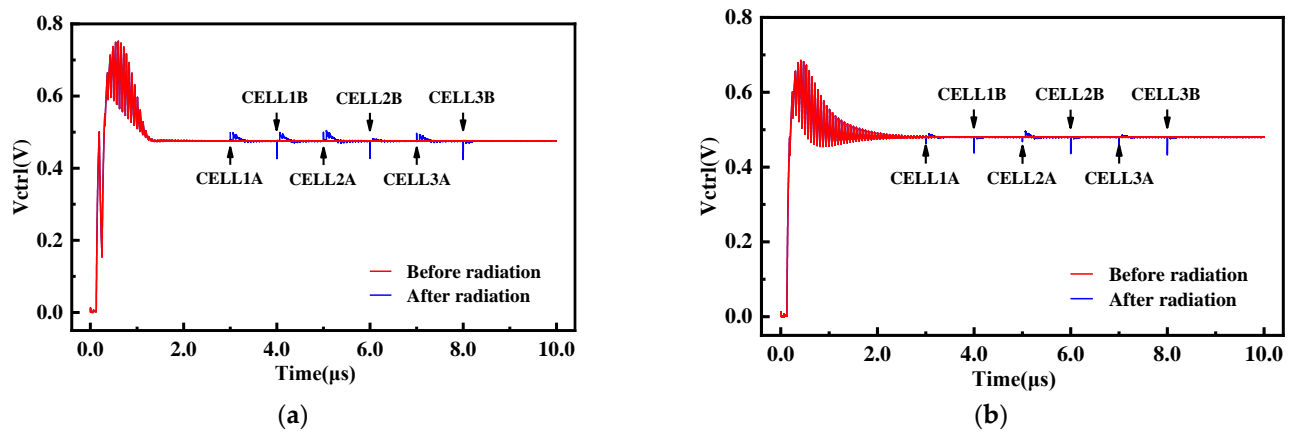 0.8
0.6
0.4
0.2
0.0
Vctrl(V)
CELL1B
CELL2B
CELL3B
CELL1A
CELL2A
CELL3A
Before radiation
After radiation
0.0
2.0
4.0
6.0
8.0
10.0
Time(μs)
(a)
0.8
0.6
0.4
0.2
0.0
Vctrl(V)
CELL1B
CELL2B
CELL3B
CELL1A
CELL2A
CELL3A
Before radiation
After radiation
0.0
2.0
4.0
6.0
8.0
10.0
Time(μs)
(b)